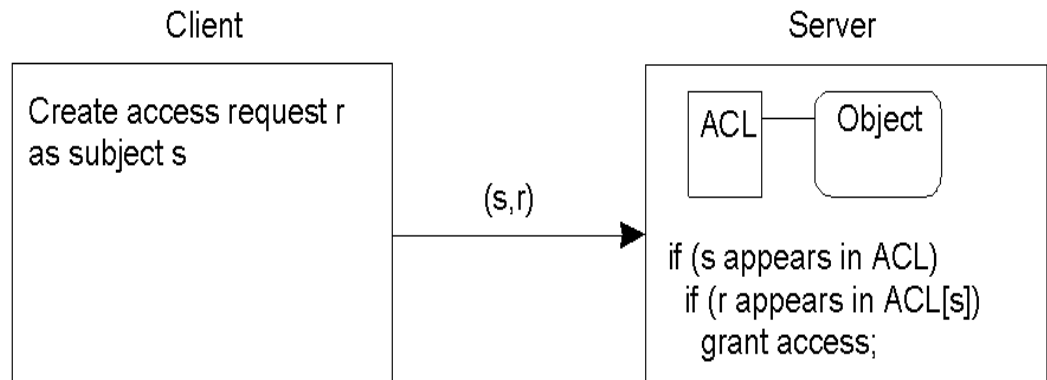 Client
Server
Create access request r
as subject s
(s,r)
ACL
Object
if (s appears in ACL)
if (r appears in ACL[s])
grant access;